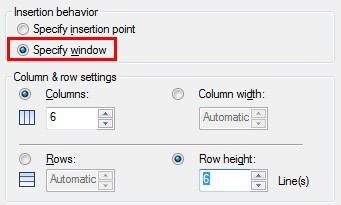 Insertion behavior
Specify insertion point
Specify window
Column & row settings
Columns:
Column width:
6
Automatic
Rows:
Row height:
Automatic
6
Line(s)